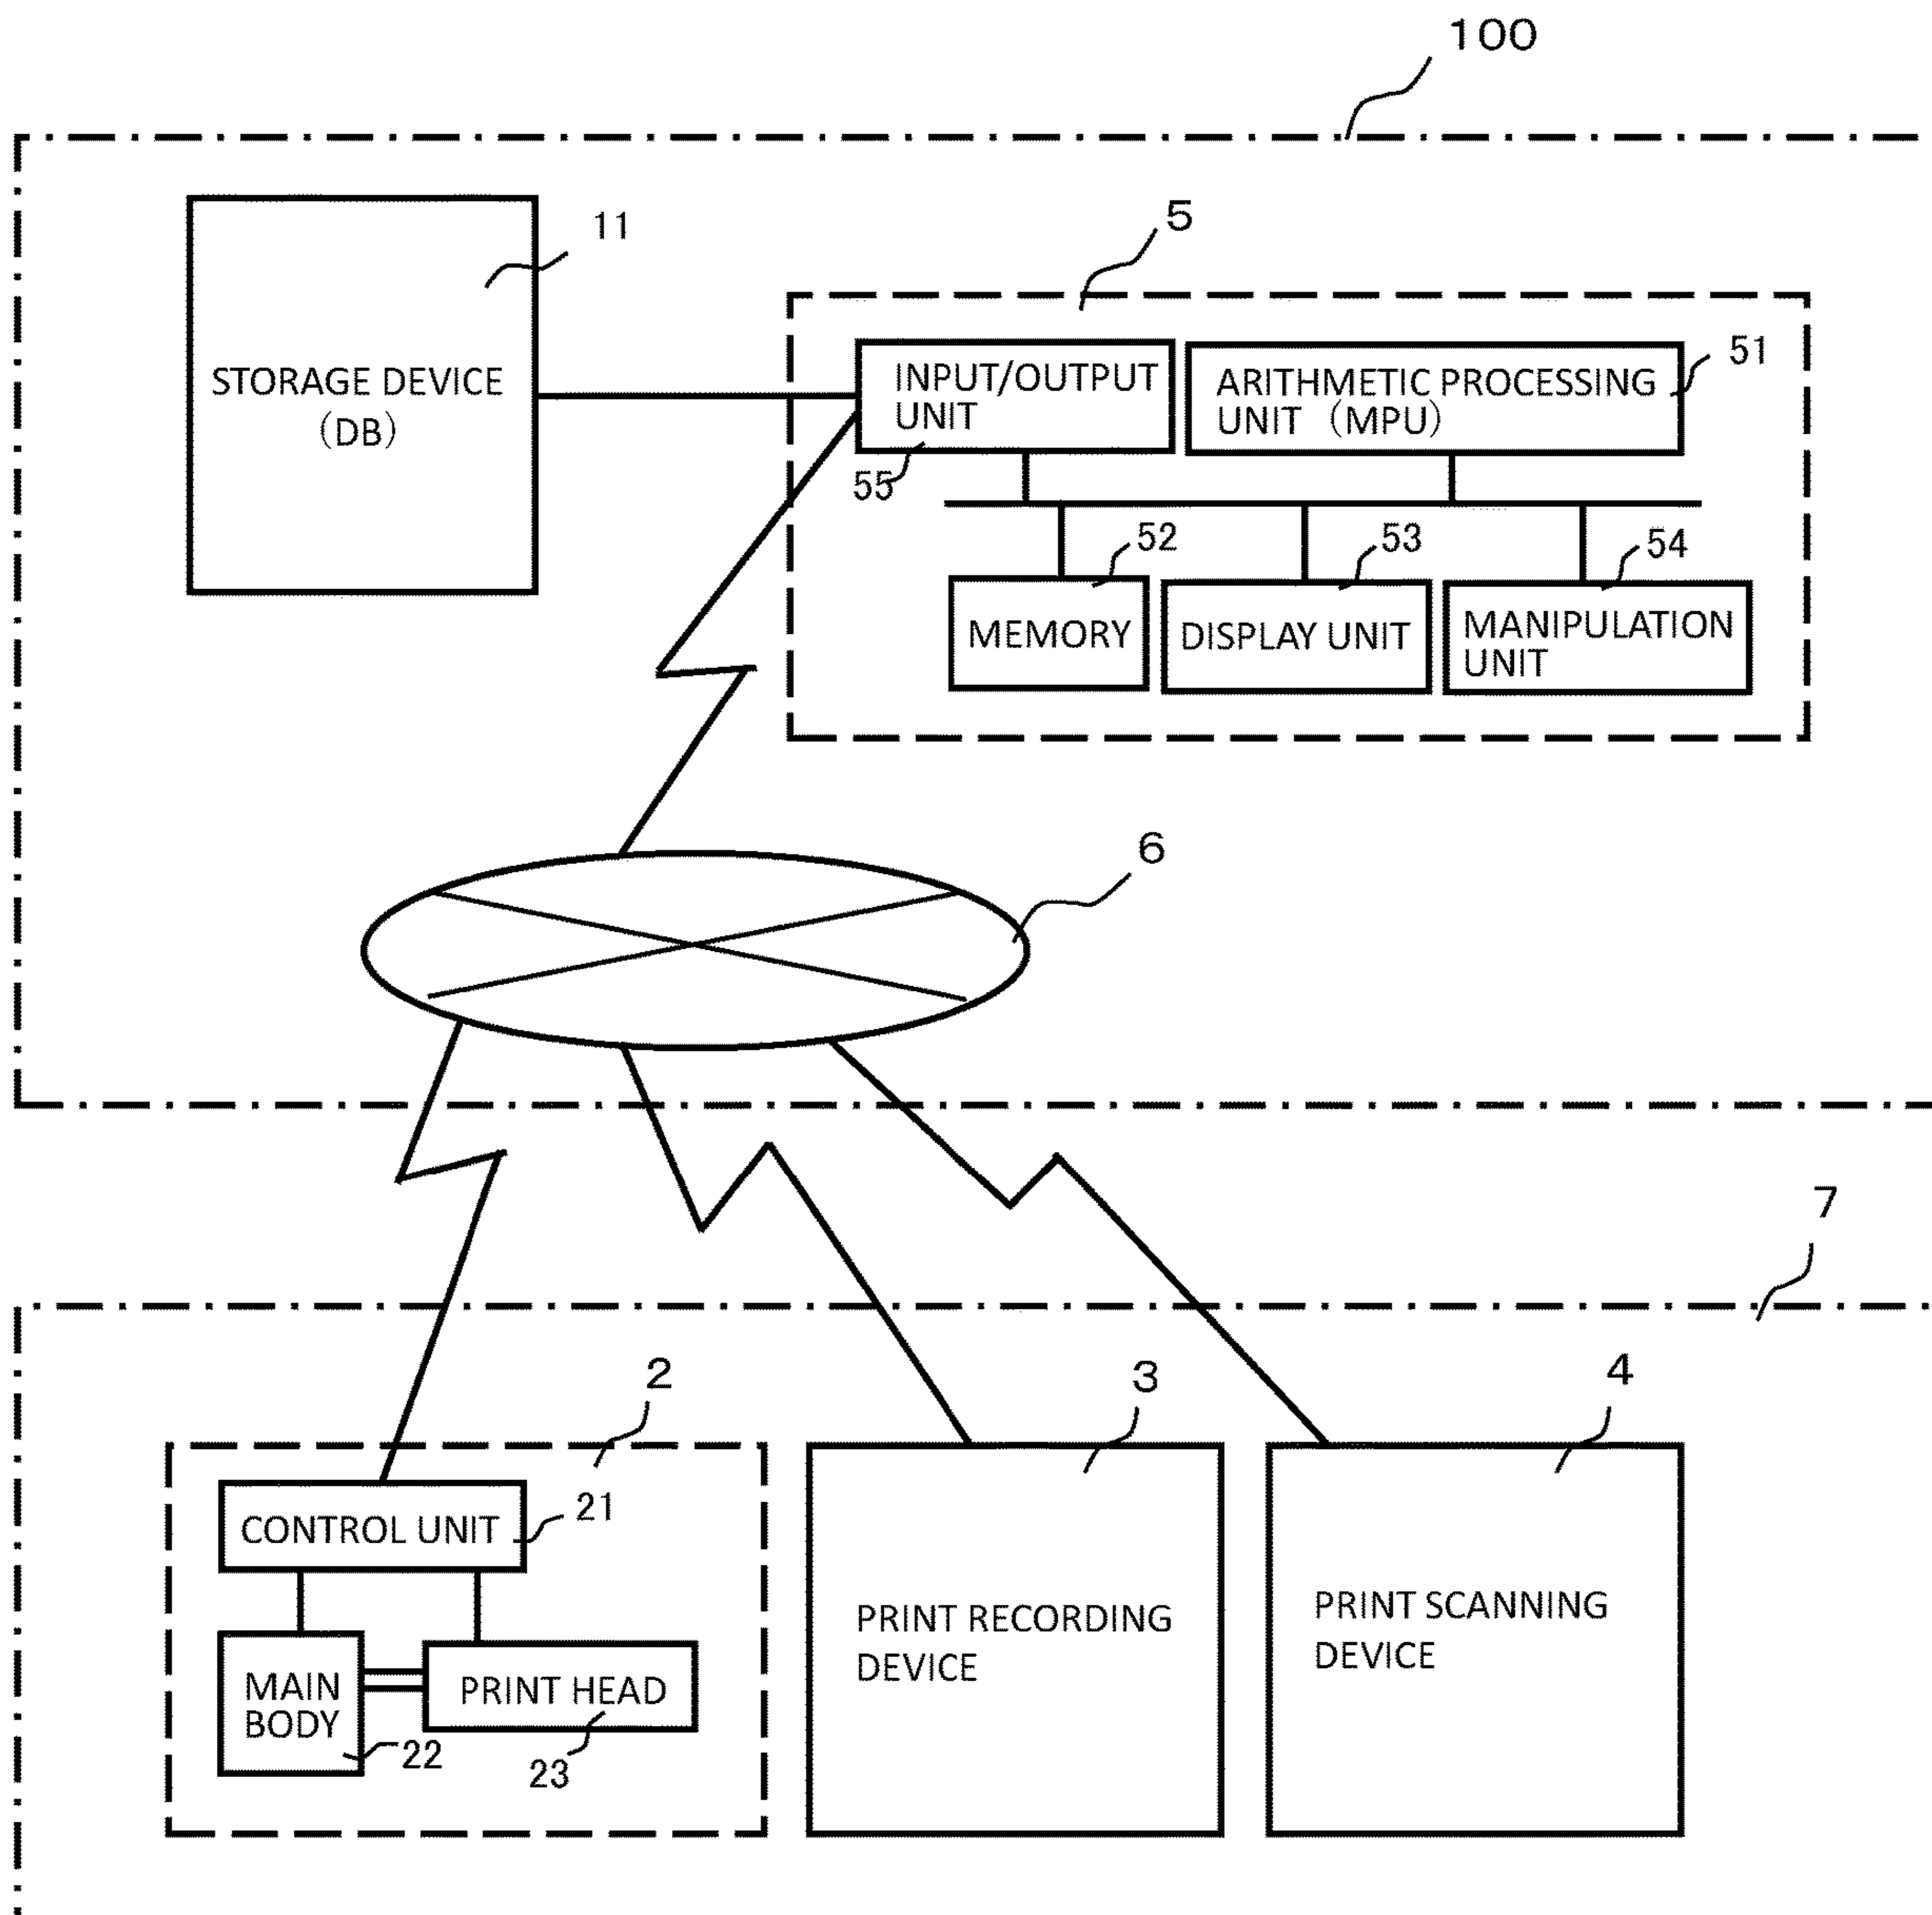 100
11
5
STORAGE DEVICE
(DB)
INPUT/OUTPUT
UNIT
55
ARITHMETIC PROCESSING
UNIT (MPU)
51
52
53
54
MEMORY
DISPLAY UNIT
MANIPULATION
UNIT
6
7
2
3
4
CONTROL UNIT
21
MAIN
BODY
22
PRINT HEAD
23
PRINT RECORDING
DEVICE
PRINT SCANNING
DEVICE